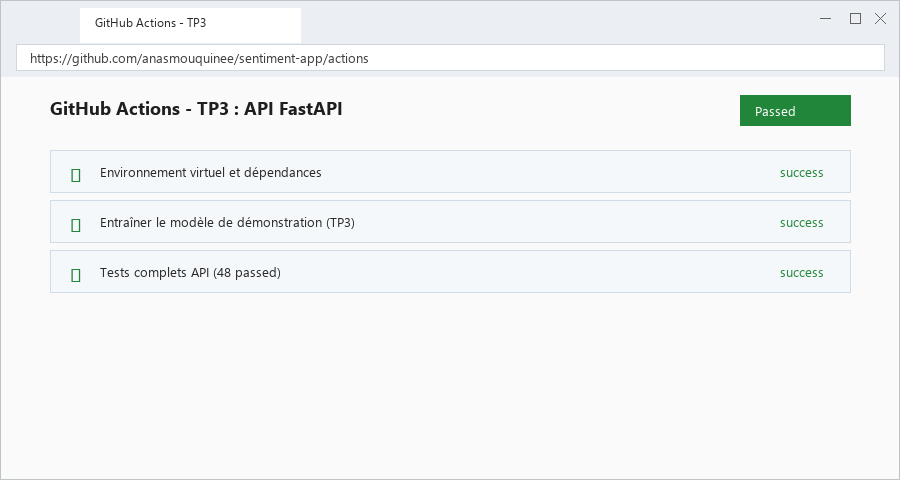 GitHub Actions - TP3
https://github.com/anasmouquinee/sentiment-app/actions
GitHub Actions - TP3 : API FastAPI
Passed
Environnement virtuel et dépendances success
Entraîner le modèle de démonstration (TP3) success
Tests complets API (48 passed) success